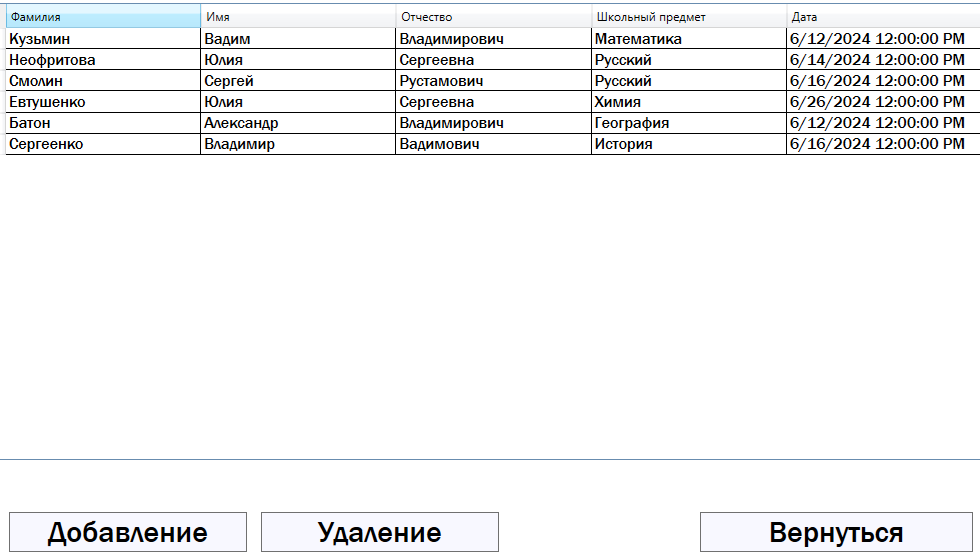 Фамилия Имя Отчество Школьный предмет Дата
Кузьмин Вадим Владимирович Математика 6/12/2024 12:00:00 PM
Неофритова Юлия Сергеевна Русский 6/14/2024 12:00:00 PM
Смолин Сергей Рустамович Русский 6/16/2024 12:00:00 PM
Евтушенко Юлия Сергеевна Химия 6/26/2024 12:00:00 PM
Батон Александр Владимирович География 6/12/2024 12:00:00 PM
Сергеенко Владимир Вадимович История 6/16/2024 12:00:00 PM
Добавление Удаление Вернуться